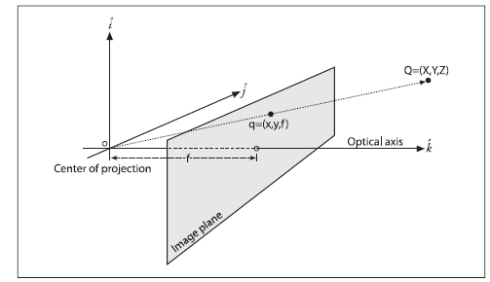 i
j
Q=(X,Y,Z)
q=(x,y,f)
o
Optical axis
k
f
Center of projection
Image plane